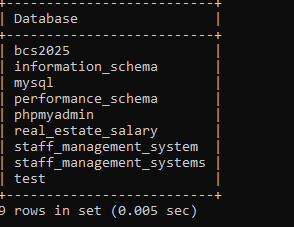 +---------------------------+
| Database
+---------------------------+
| bcs2025 |
| information_schema |
| mysql |
| performance_schema |
| phpmyadmin |
| real_estate_salary |
| staff_management_system |
| staff_management_systems |
| test |
+---------------------------+
9 rows in set (0.005 sec)